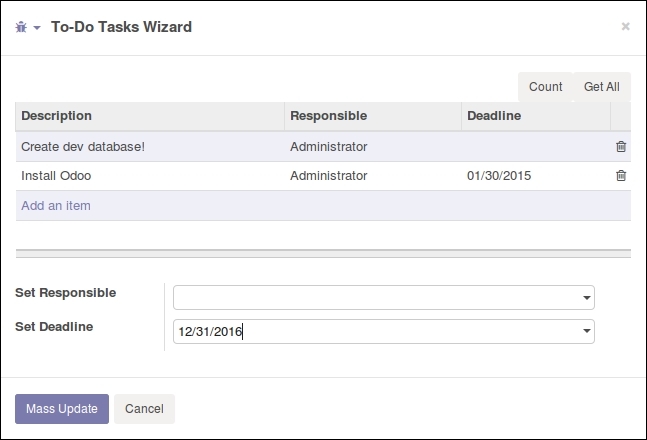 To-Do Tasks Wizard ×
Count Get All
Description Responsible Deadline
Create dev database! Administrator
Install Odoo Administrator 01/30/2015
Add an item
Set Responsible
Set Deadline 12/31/2016
Mass Update Cancel